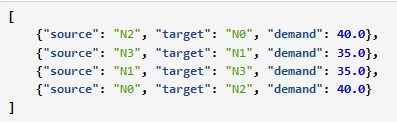 [
{"source": "N2", "target": "N0", "demand": 40.0},
{"source": "N3", "target": "N1", "demand": 35.0},
{"source": "N1", "target": "N3", "demand": 35.0},
{"source": "N0", "target": "N2", "demand": 40.0}
]